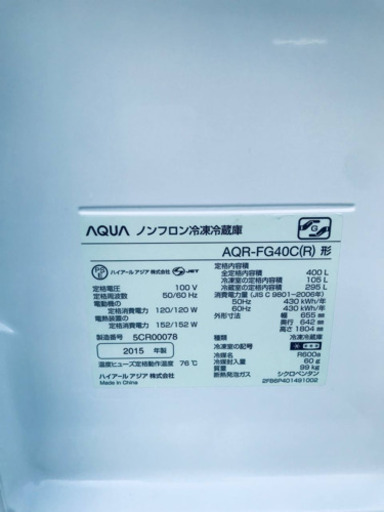 AQUA ノンフロン冷凍冷蔵庫
G
AQR-FG40C(R) 形
PS E
ハイアール アジア 株式会社 JET
定格電圧 100 V
定格周波数 50/60 Hz
電動機の
定格消費電力 120/120 W
電熱装置の
定格消費電力 152/152 W
製造番号 5CR00078
2015 年製
温度ヒューズ定格動作温度 76℃
ハイアール アジア 株式会社
Made in China
定格内容積
全定格内容積 400 L
冷凍室の定格内容積 105 L
冷蔵室の定格内容積 295 L
消費電力量 (JIS C 9801-2006年)
50Hz 430 kWh/年
60Hz 430 kWh/年
外形寸法 幅 655 mm
奥行 642 mm
高さ 1804 mm
種類 冷凍冷蔵庫
冷凍室の記号
冷媒名 R600a
冷媒封入量 60 g
質量 99 kg
断熱発泡ガス シクロペンタン
2FB6P401491002